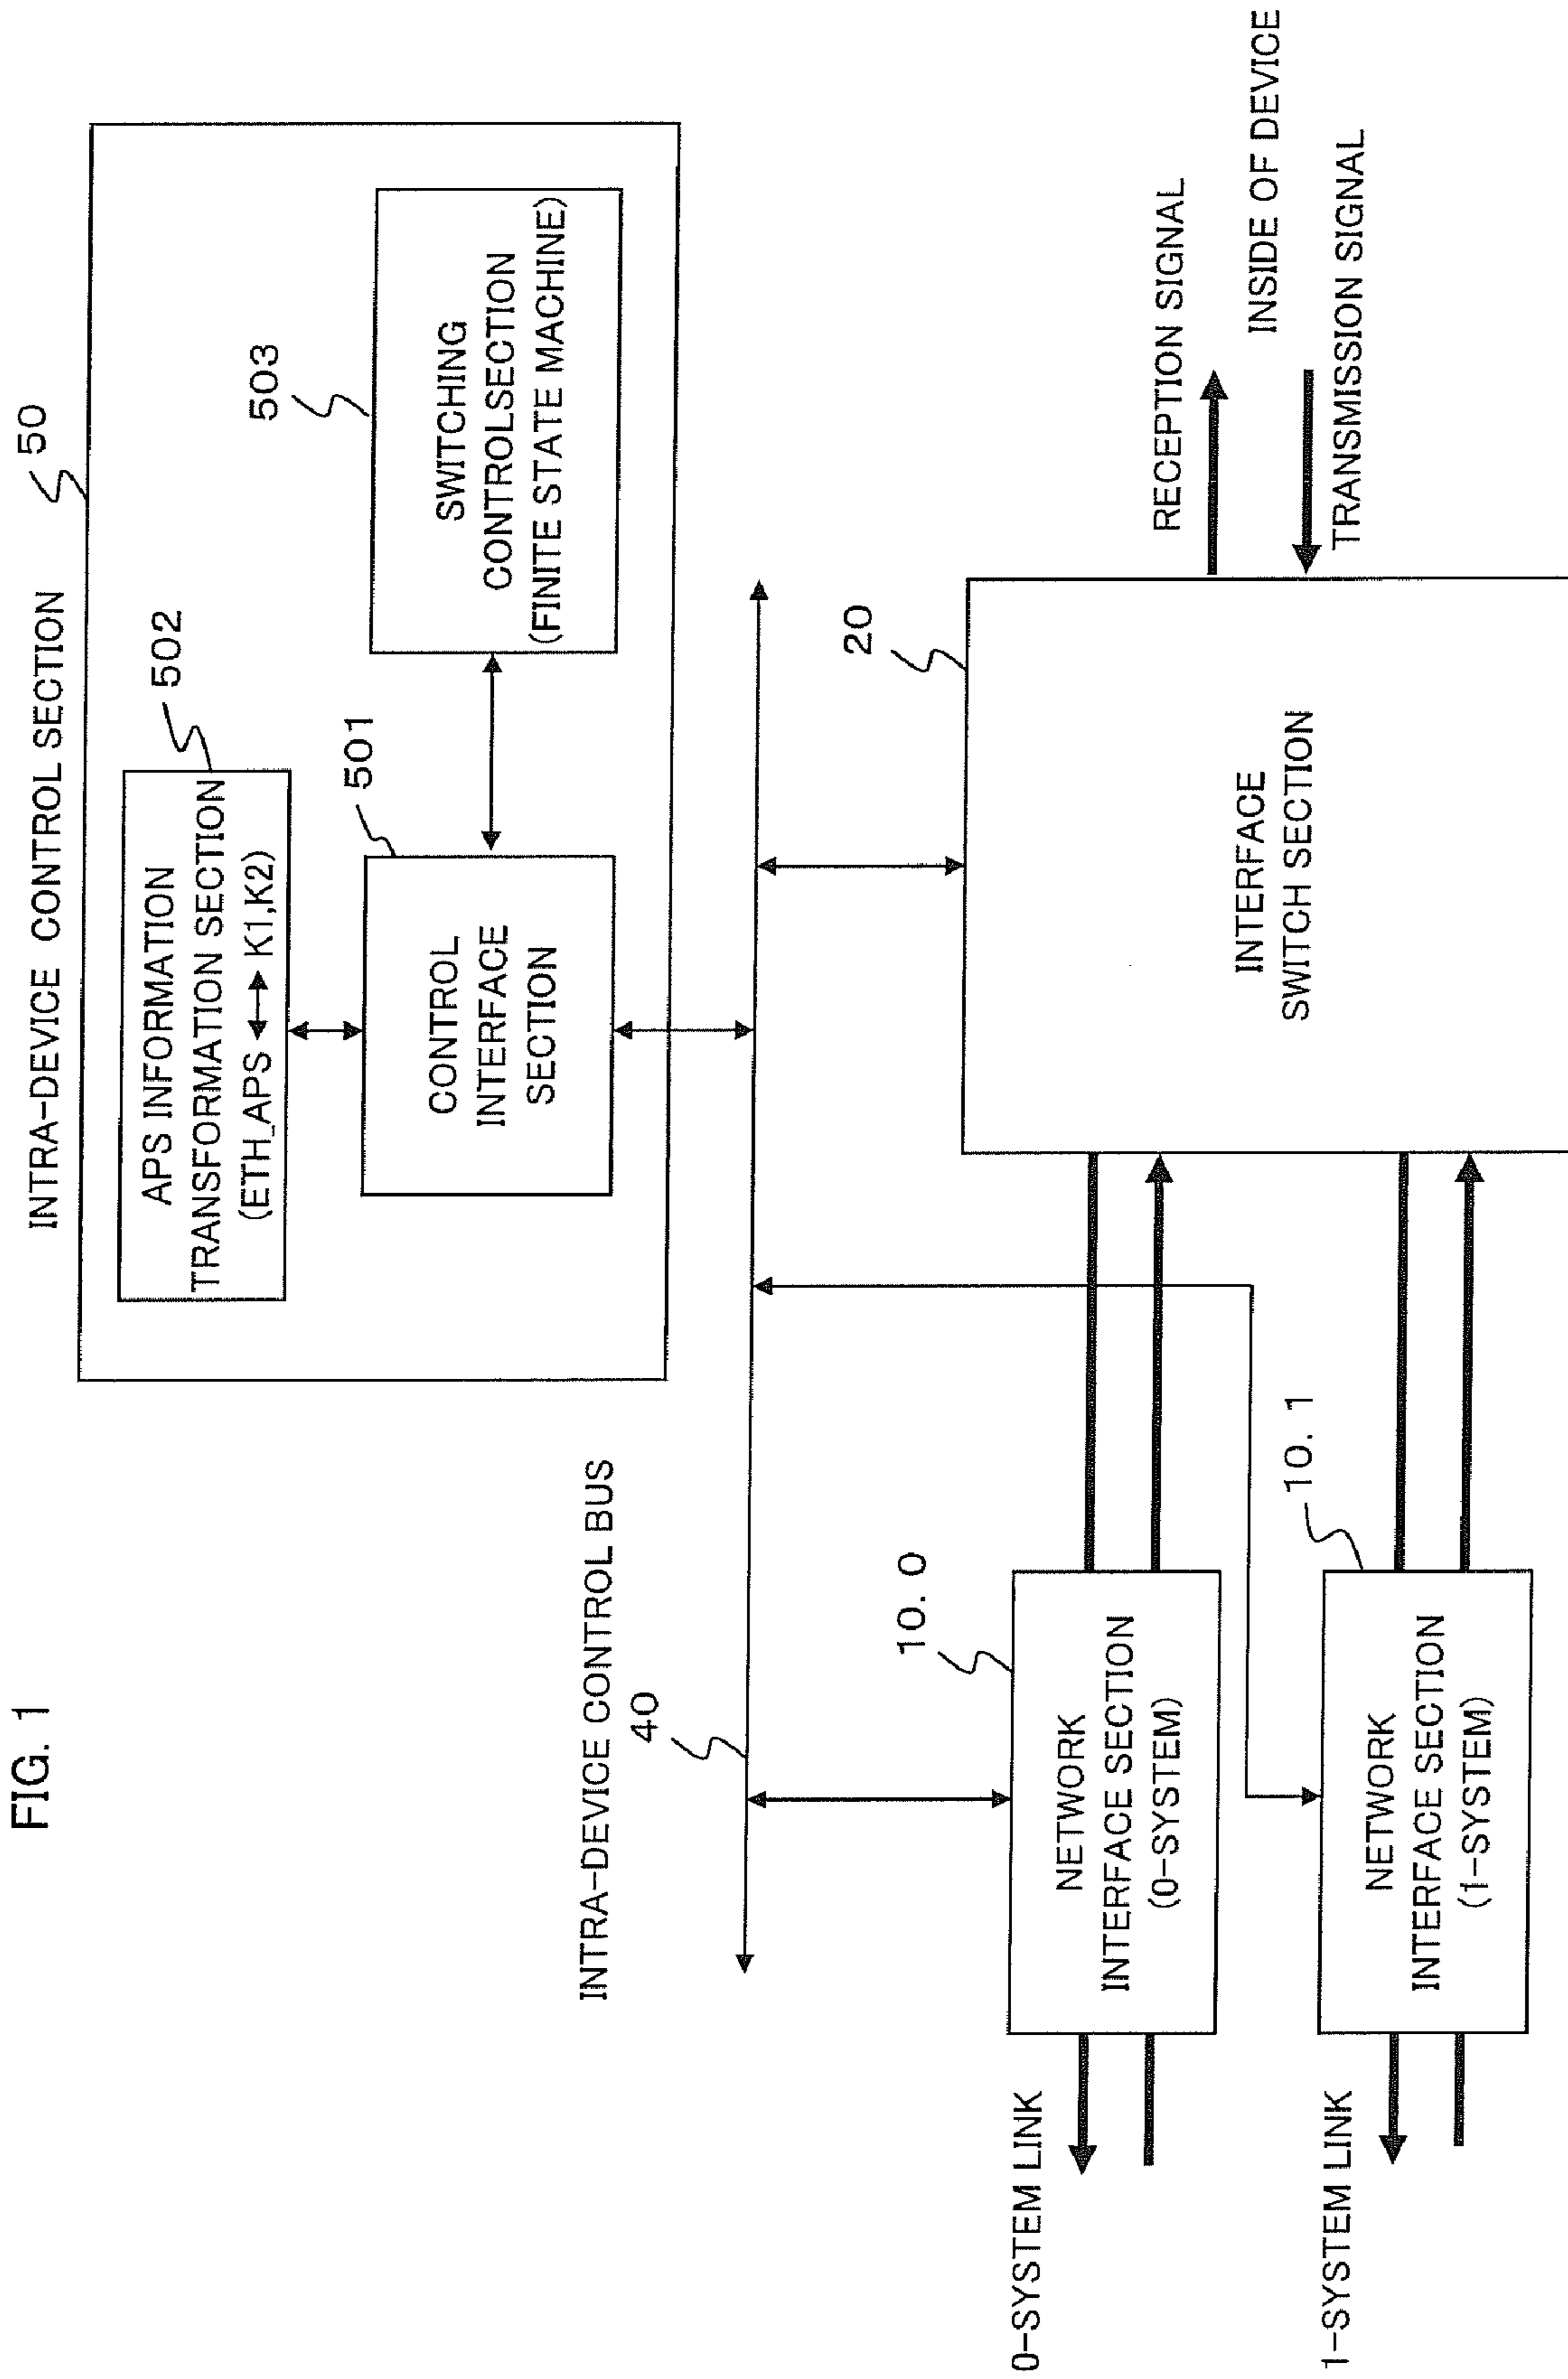 FIG. 1
INTRA-DEVICE CONTROL SECTION
50
APS INFORMATION
TRANSFORMATION SECTION
(ETH_APS ↔ K1,K2)
502
503
501
CONTROL
INTERFACE
SECTION
SWITCHING
CONTROLSECTION
(FINITE STATE MACHINE)
INTRA-DEVICE CONTROL BUS
40
10. 0
20
NETWORK
INTERFACE SECTION
(0-SYSTEM)
0-SYSTEM LINK
10. 1
NETWORK
INTERFACE SECTION
(1-SYSTEM)
1-SYSTEM LINK
INTERFACE
SWITCH SECTION
RECEPTION SIGNAL
INSIDE OF DEVICE
TRANSMISSION SIGNAL